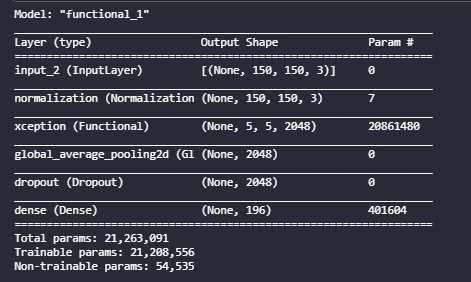 Model: "functional_1"
Layer (type) Output Shape Param #
input_2 (InputLayer) [(None, 150, 150, 3)] 0
normalization (Normalization (None, 150, 150, 3) 7
xception (Functional) (None, 5, 5, 2048) 20861480
global_average_pooling2d (Gl (None, 2048) 0
dropout (Dropout) (None, 2048) 0
dense (Dense) (None, 196) 401604
Total params: 21,263,091
Trainable params: 21,208,556
Non-trainable params: 54,535